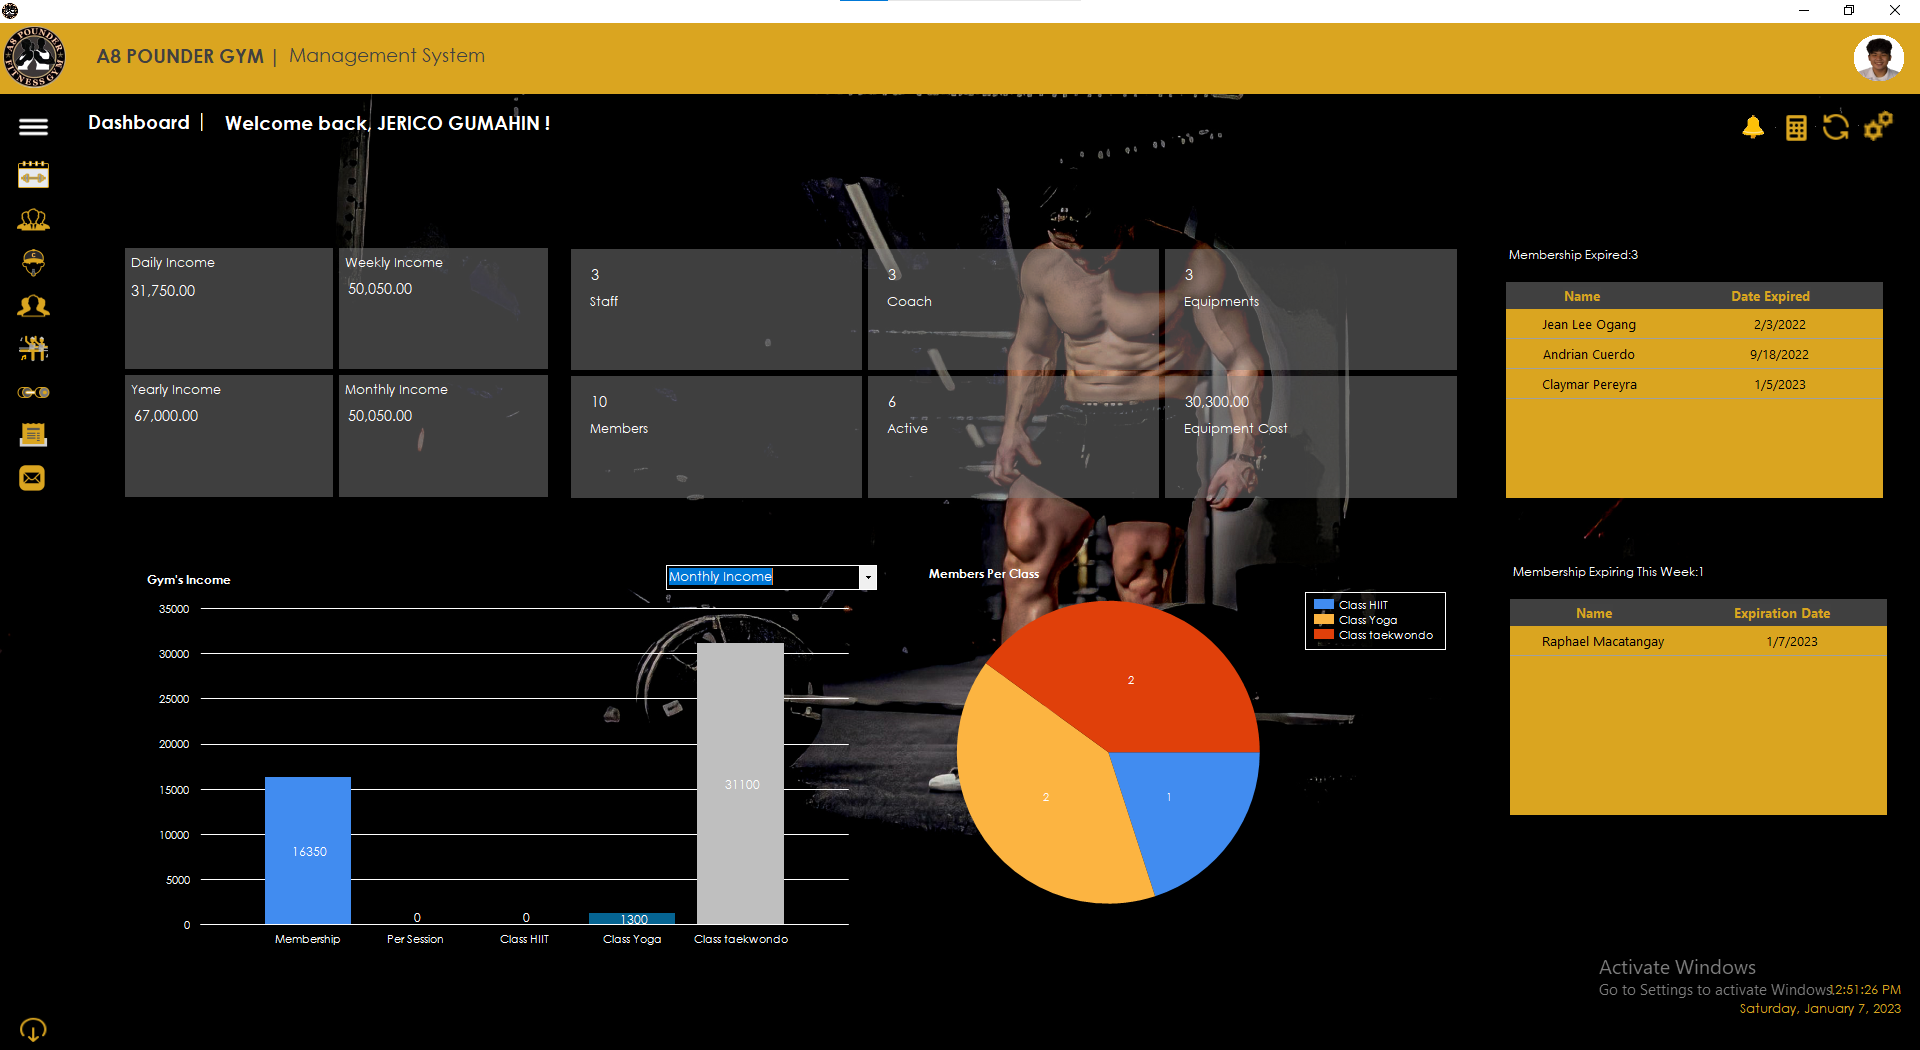 A8 POUNDER GYM | Management System
A8 POUNDER
FITNESS GYM
Dashboard | Welcome back, JERICO GUMAHIN !
Daily Income
31,750.00
Weekly Income
50,050.00
Yearly Income
67,000.00
Monthly Income
50,050.00
3
Staff
3
Coach
3
Equipments
10
Members
6
Active
30,300.00
Equipment Cost
Membership Expired:3
Name Date Expired
Jean Lee Ogang 2/3/2022
Andrian Cuerdo 9/18/2022
Claymar Pereyra 1/5/2023
Gym's Income
Monthly Income
35000
30000
25000
20000
15000
10000
5000
0
16350
0
0
1300
31100
Membership Per Session Class HIIT Class Yoga Class taekwondo
Members Per Class
Class HIIT
Class Yoga
Class taekwondo
2
2
1
Membership Expiring This Week:1
Name Expiration Date
Raphael Macatangay 1/7/2023
Activate Windows
Go to Settings to activate Windows.
12:51:26 PM
Saturday, January 7, 2023